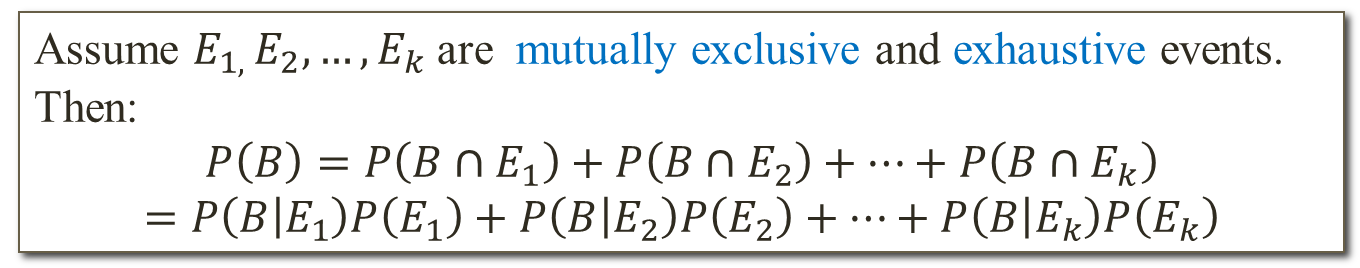 Assume E₁, E₂, … , Eₖ are mutually exclusive and exhaustive events.
Then:
P(B) = P(B ∩ E₁) + P(B ∩ E₂) + ⋯ + P(B ∩ Eₖ)
= P(B|E₁)P(E₁) + P(B|E₂)P(E₂) + ⋯ + P(B|Eₖ)P(Eₖ)